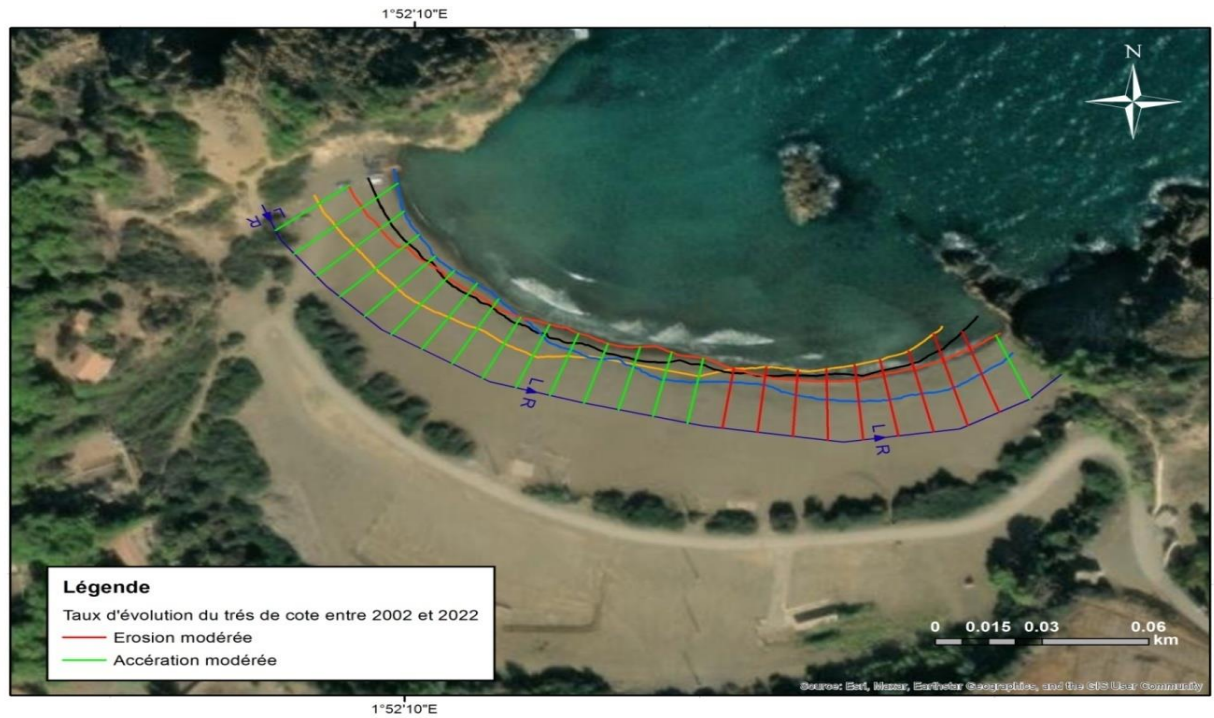 1°52'10"E
N
L
R
L
R
L
R
Légende
Taux d'évolution du trés de cote entre 2002 et 2022
Erosion modérée
Accération modérée
0 0.015 0.03 0.06
km
Source: Esri, Maxar, Earthstar Geographics, and the GIS User Community
1°52'10"E